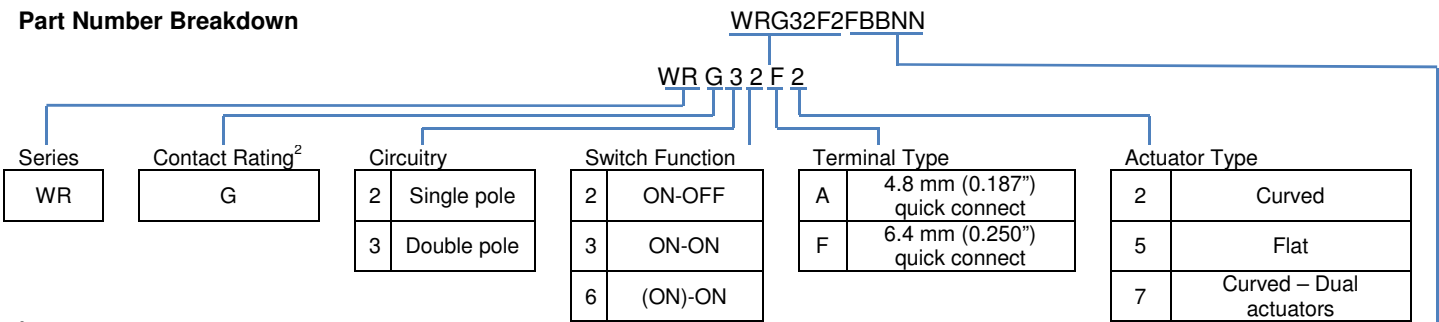 Part Number Breakdown
WRG32F2FBBNN
WR G 3 2 F 2
Series
WR
Contact Rating²
G
Circuitry
2 Single pole
3 Double pole
Switch Function
2 ON-OFF
3 ON-ON
6 (ON)-ON
Terminal Type
A 4.8 mm (0.187”)
quick connect
F 6.4 mm (0.250”)
quick connect
Actuator Type
2 Curved
5 Flat
7 Curved – Dual
actuators